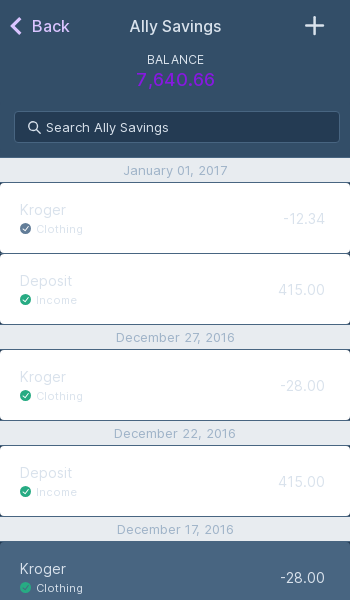 Back
Ally Savings
BALANCE
7,640.66
Search Ally Savings
January 01, 2017
Kroger
-12.34
Clothing
Deposit
415.00
Income
December 27, 2016
Kroger
-28.00
Clothing
December 22, 2016
Deposit
415.00
Income
December 17, 2016
Kroger
-28.00
Clothing